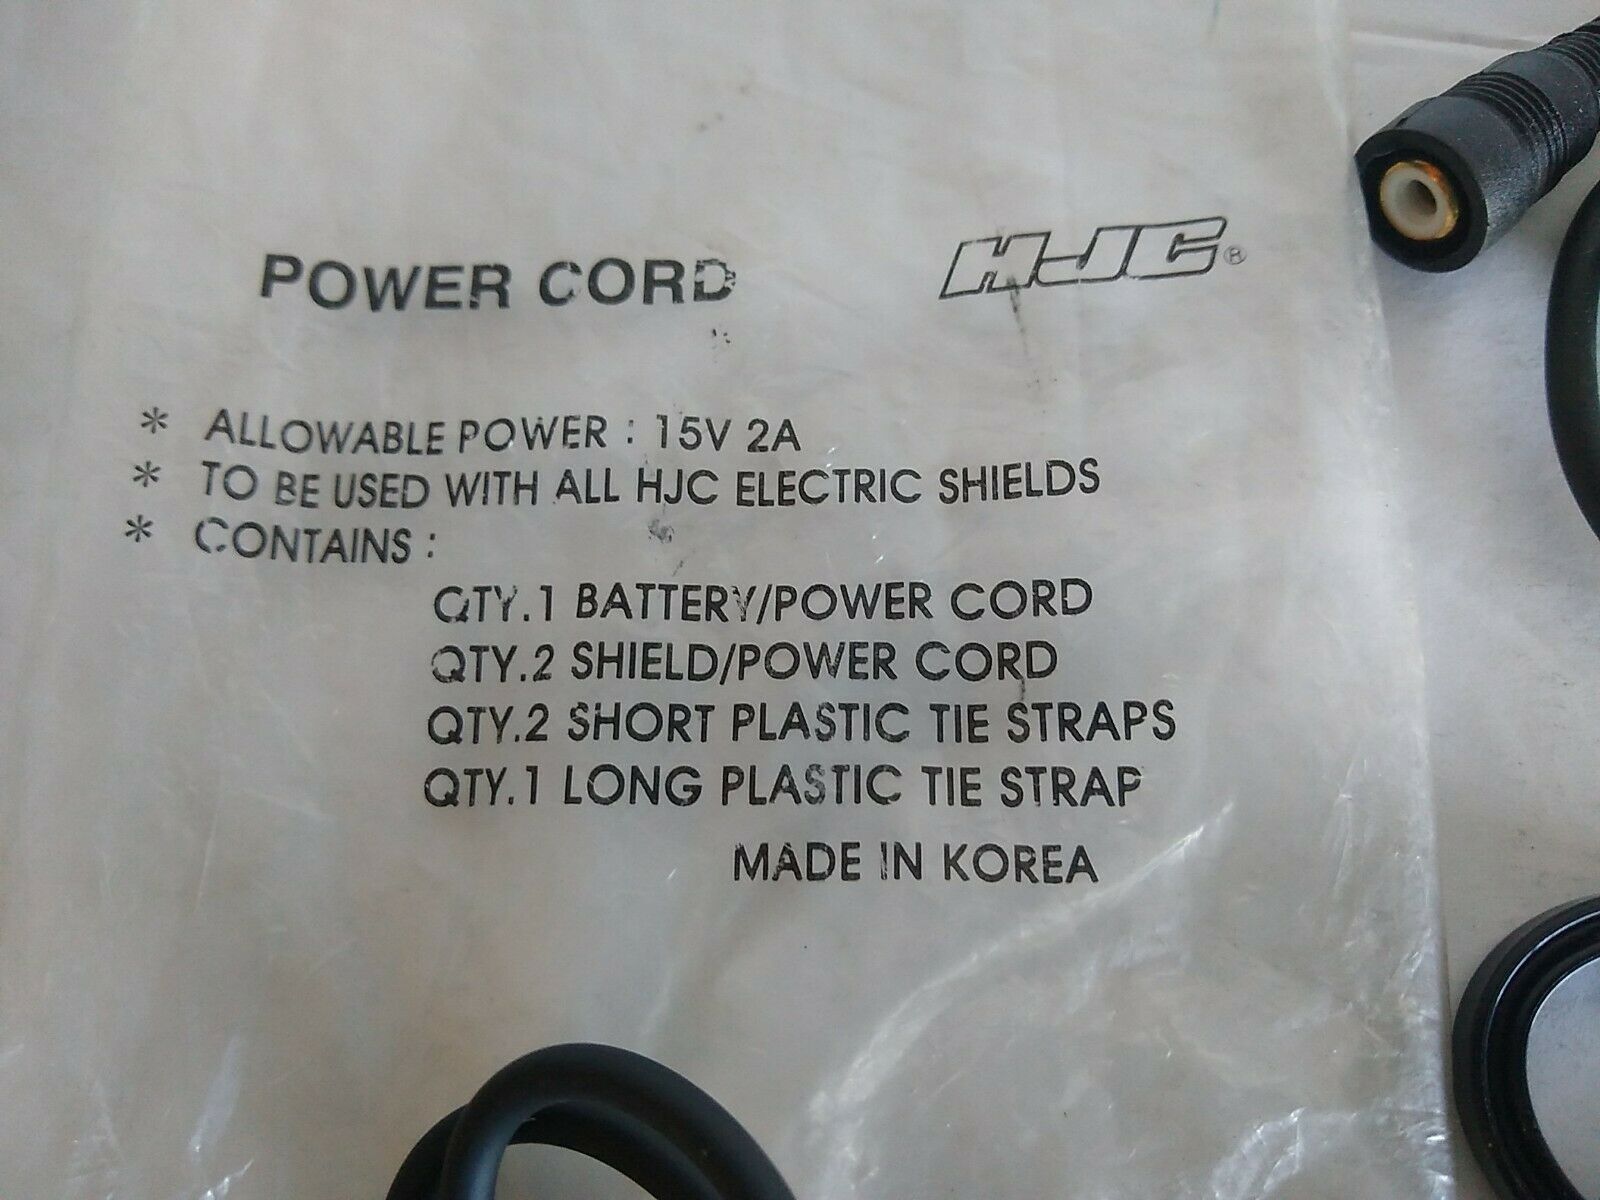 POWER CORD HJC®
* ALLOWABLE POWER : 15V 2A
* TO BE USED WITH ALL HJC ELECTRIC SHIELDS
* CONTAINS :
QTY.1 BATTERY/POWER CORD
QTY.2 SHIELD/POWER CORD
QTY.2 SHORT PLASTIC TIE STRAPS
QTY.1 LONG PLASTIC TIE STRAP
MADE IN KOREA